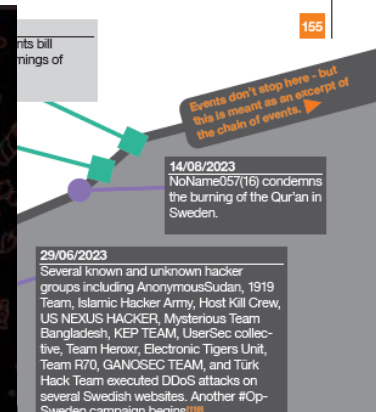 155
nts bill
rnings of
Events don't stop here - but
this is meant as an excerpt of
the chain of events.
14/08/2023
NoName057(16) condemns
the burning of the Qur'an in
Sweden.
29/06/2023
Several known and unknown hacker
groups including AnonymousSudan, 1919
Team, Islamic Hacker Army, Host Kill Crew,
US NEXUS HACKER, Mysterious Team
Bangladesh, KEP TEAM, UserSec collec-
tive, Team Heroxr, Electronic Tigers Unit,
Team R70, GANOSEC TEAM, and Türk
Hack Team executed DDoS attacks on
several Swedish websites. Another #Op-
Sweden campaign begins